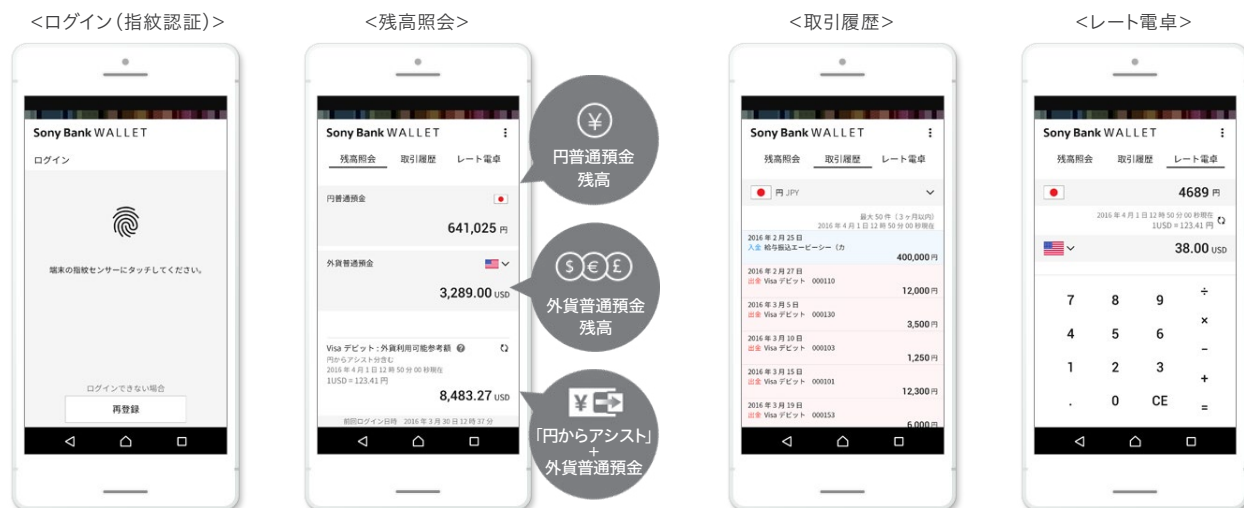 <ログイン(指紋認証)>
Sony Bank WALLET
ログイン
端末の指紋センサーにタッチしてください。
ログインできない場合
再登録
<残高照会>
Sony Bank WALLET
残高照会 取引履歴 レート電卓
円普通預金
641,025 円
外貨普通預金
3,289.00 USD
Visa デビット : 外貨利用可能参考額
円からアシスト分含む
2016 年 4 月 1 日 12 時 50 分 00 秒現在
1USD = 123.41 円
8,483.27 USD
前回ログイン日時 2016 年 3 月 30 日 12 時 37 分
¥
円普通預金
残高
$ € £
外貨普通預金
残高
¥
「円からアシスト」
+
外貨普通預金
<取引履歴>
Sony Bank WALLET
残高照会 取引履歴 レート電卓
円 JPY
最大 50 件(3 ヶ月以内)
2016 年 4 月 1 日 12 時 50 分 00 秒現在
2016 年 2 月 25 日
入金 給与振込エービーシー(カ
400,000 円
2016 年 2 月 27 日
出金 Visa デビット 000110
12,000 円
2016 年 3 月 5 日
出金 Visa デビット 000130
3,500 円
2016 年 3 月 10 日
出金 Visa デビット 000103
1,250 円
2016 年 3 月 15 日
出金 Visa デビット 000101
12,300 円
2016 年 3 月 19 日
出金 Visa デビット 000153
6,000 円
<レート電卓>
Sony Bank WALLET
残高照会 取引履歴 レート電卓
4689 円
2016 年 4 月 1 日 12 時 50 分 00 秒現在
1USD = 123.41 円
38.00 USD
7 8 9 ÷
4 5 6 ×
−
1 2 3 +
. 0 CE =